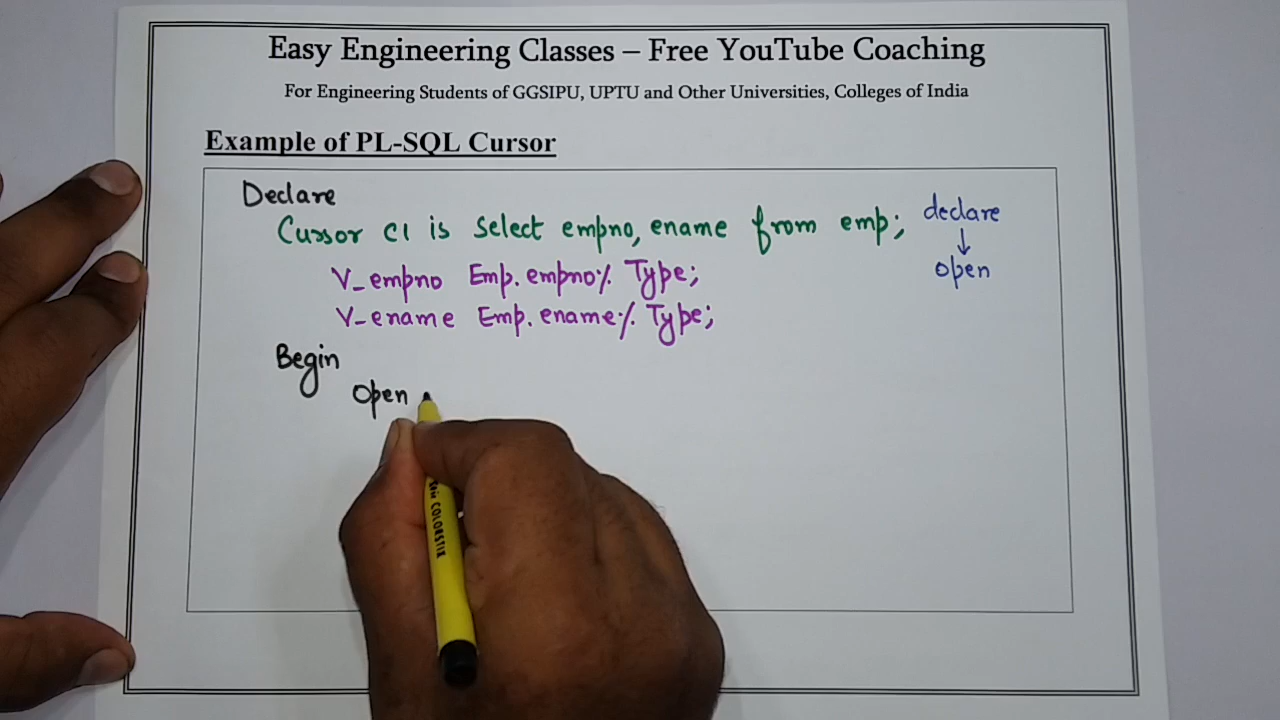 Easy Engineering Classes – Free YouTube Coaching
For Engineering Students of GGSIPU, UPTU and Other Universities, Colleges of India
Example of PL-SQL Cursor
Declare
Cursor C1 is Select empno, ename from emp;
V_empno Emp.empno% Type;
V_ename Emp.ename% Type;
Begin
Open
declare
↓
open
COLORSTIX